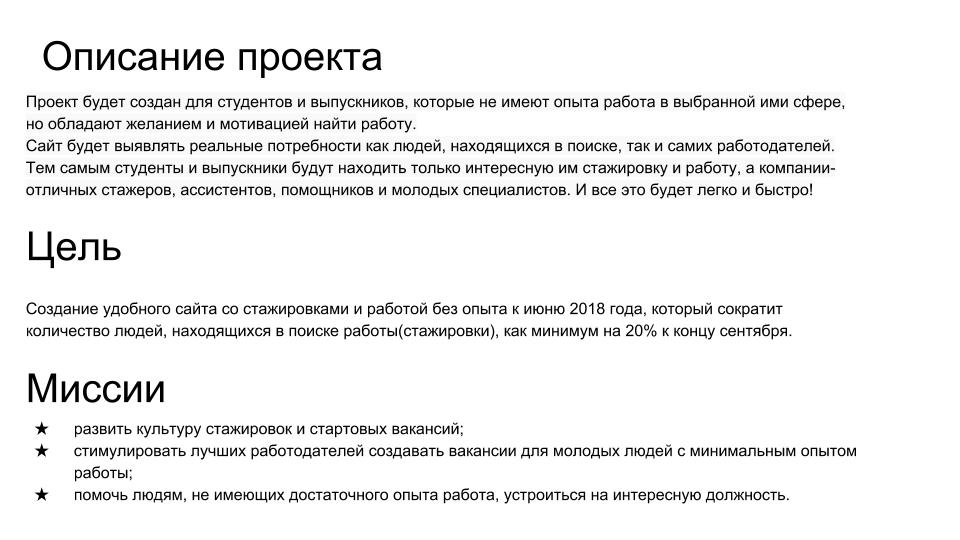 Описание проекта
Проект будет создан для студентов и выпускников, которые не имеют опыта работа в выбранной ими сфере,
но обладают желанием и мотивацией найти работу.
Сайт будет выявлять реальные потребности как людей, находящихся в поиске, так и самих работодателей.
Тем самым студенты и выпускники будут находить только интересную им стажировку и работу, а компании-
отличных стажеров, ассистентов, помощников и молодых специалистов. И все это будет легко и быстро!
Цель
Создание удобного сайта со стажировками и работой без опыта к июню 2018 года, который сократит
количество людей, находящихся в поиске работы(стажировки), как минимум на 20% к концу сентября.
Миссии
★ развить культуру стажировок и стартовых вакансий;
★ стимулировать лучших работодателей создавать вакансии для молодых людей с минимальным опытом
работы;
★ помочь людям, не имеющих достаточного опыта работа, устроиться на интересную должность.